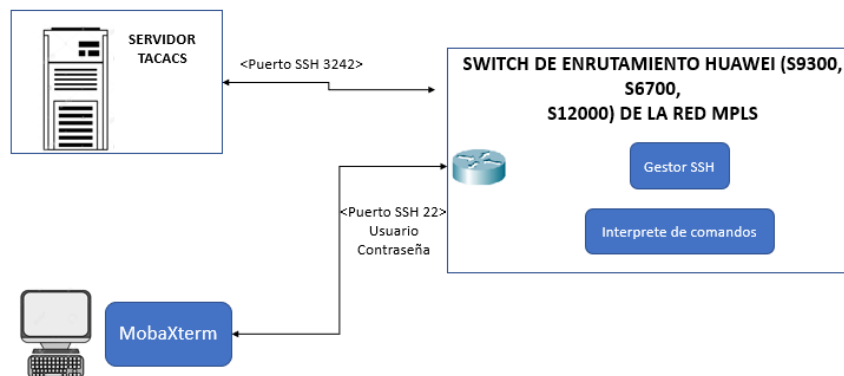 SERVIDOR
TACACS
<Puerto SSH 3242>
SWITCH DE ENRUTAMIENTO HUAWEI (S9300,
S6700,
S12000) DE LA RED MPLS
Gestor SSH
Interprete de comandos
<Puerto SSH 22>
Usuario
Contraseña
MobaXterm